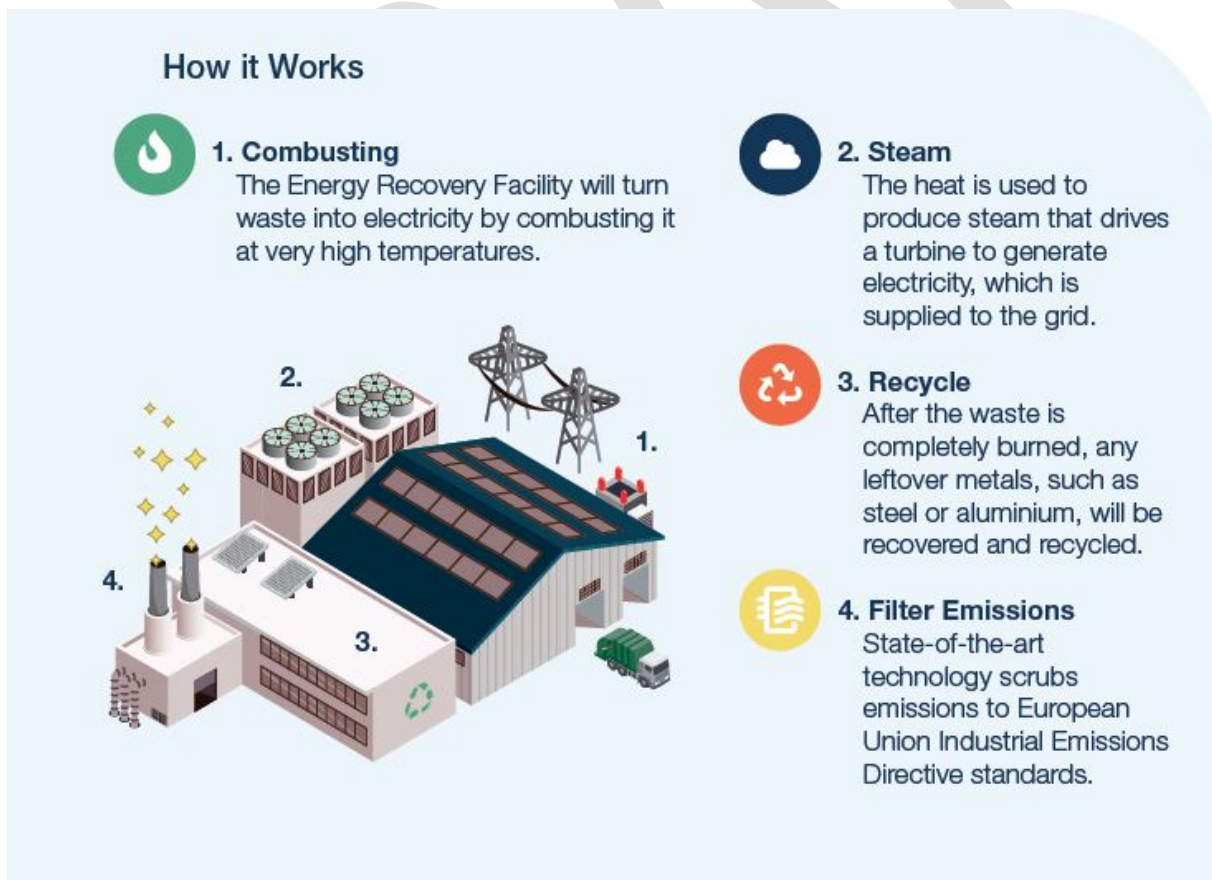 How it Works
1. Combusting
The Energy Recovery Facility will turn
waste into electricity by combusting it
at very high temperatures.
2. Steam
The heat is used to
produce steam that drives
a turbine to generate
electricity, which is
supplied to the grid.
3. Recycle
After the waste is
completely burned, any
leftover metals, such as
steel or aluminium, will be
recovered and recycled.
4. Filter Emissions
State-of-the-art
technology scrubs
emissions to European
Union Industrial Emissions
Directive standards.
2.
1.
4.
3.